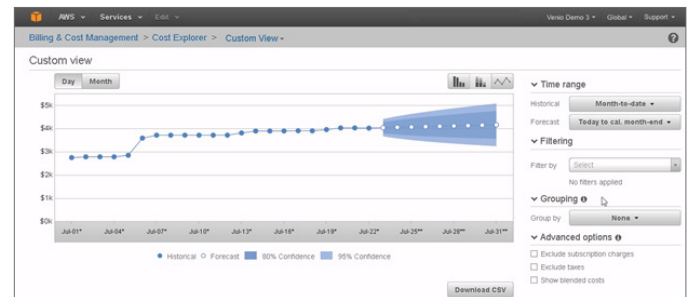 AWS Services Edit Venio Demo 3 Global Support
Billing & Cost Management > Cost Explorer > Custom View
Custom view
Day Month
$5k
$4k
$3k
$2k
$1k
$0k
Jul-01* Jul-04* Jul-07* Jul-10* Jul-13* Jul-16* Jul-19* Jul-22* Jul-25** Jul-28** Jul-31**
Historical Forecast 80% Confidence 95% Confidence
Download CSV
Time range
Historical Month-to-date
Forecast Today to cal. month-end
Filtering
Filter by Select
No filters applied
Grouping
Group by None
Advanced options
Exclude subscription charges
Exclude taxes
Show blended costs